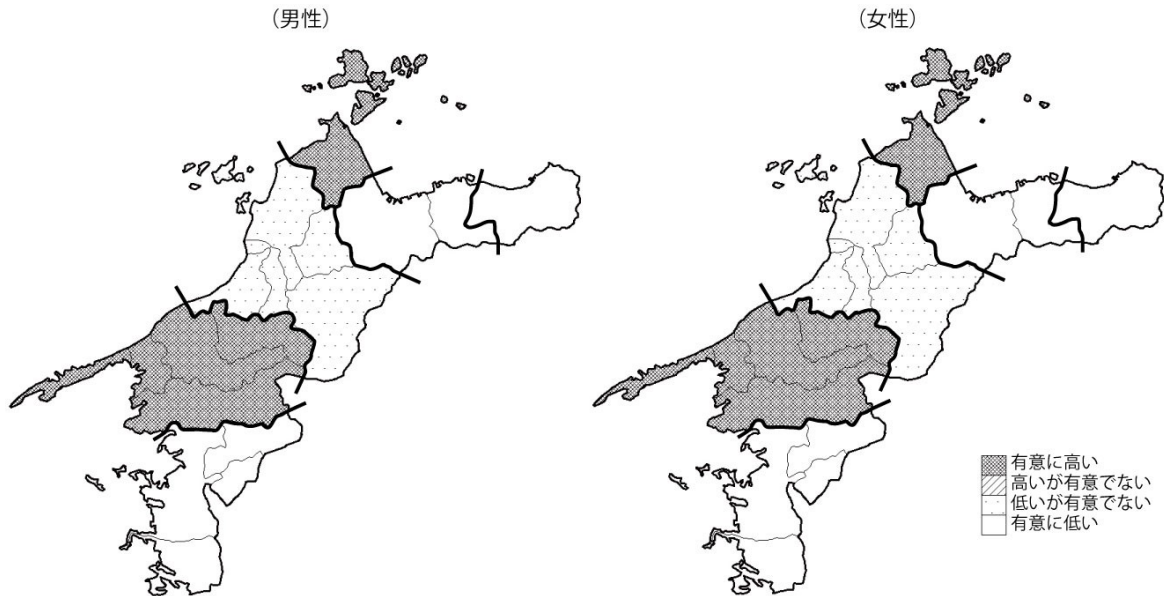 （男性）
（女性）
有意に高い
高いが有意でない
低いが有意でない
有意に低い